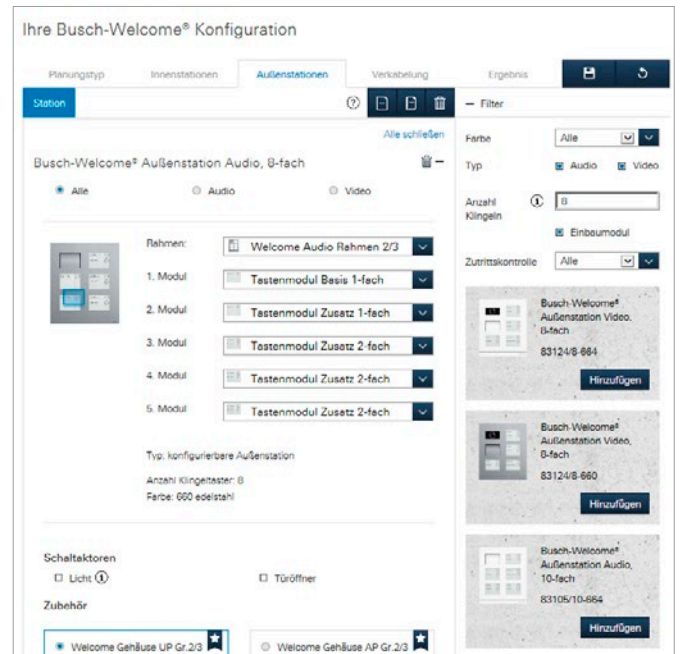 Ihre Busch-Welcome® Konfiguration
Planungstyp
Innenstationen
Außenstationen
Verkabelung
Ergebnis
Station
Alle schließen
Busch-Welcome® Außenstation Audio, 8-fach
Alle
Audio
Video
Rahmen:
Welcome Audio Rahmen 2/3
1. Modul
Tastenmodul Basis 1-fach
2. Modul
Tastenmodul Zusatz 1-fach
3. Modul
Tastenmodul Zusatz 2-fach
4. Modul
Tastenmodul Zusatz 2-fach
5. Modul
Tastenmodul Zusatz 2-fach
Typ: konfigurierbare Außenstation
Anzahl Klingeltaster: 8
Farbe: 660 edelstahl
Schaltaktoren
Licht
Türöffner
Zubehör
Welcome Gehäuse UP Gr.2/3
Welcome Gehäuse AP Gr.2/3
Filter
Farbe
Alle
Typ
Audio
Video
Anzahl
Klingeln
8
Einbaumodul
Zutrittskontrolle
Alle
Busch-Welcome®
Außenstation Video,
8-fach
83124/8-664
Hinzufügen
Busch-Welcome®
Außenstation Video,
8-fach
83124/8-660
Hinzufügen
Busch-Welcome®
Außenstation Audio,
10-fach
83105/10-664
Hinzufügen